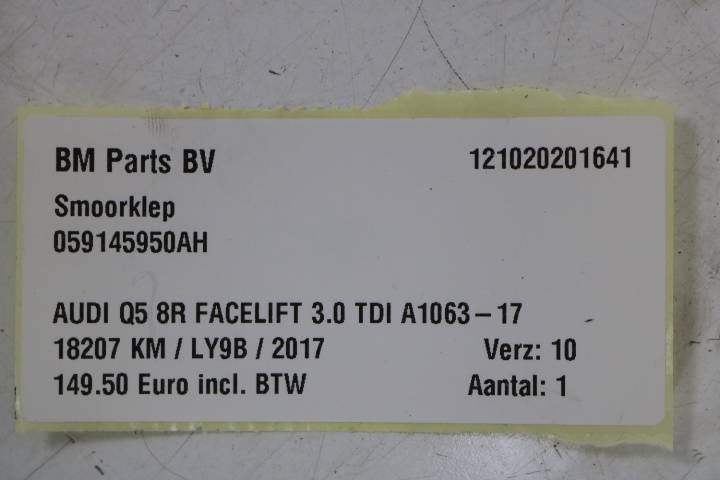 BM Parts BV 121020201641
Smoorklep
059145950AH
AUDI Q5 8R FACELIFT 3.0 TDI A1063-17
18207 KM / LY9B / 2017 Verz: 10
149.50 Euro incl. BTW Aantal: 1